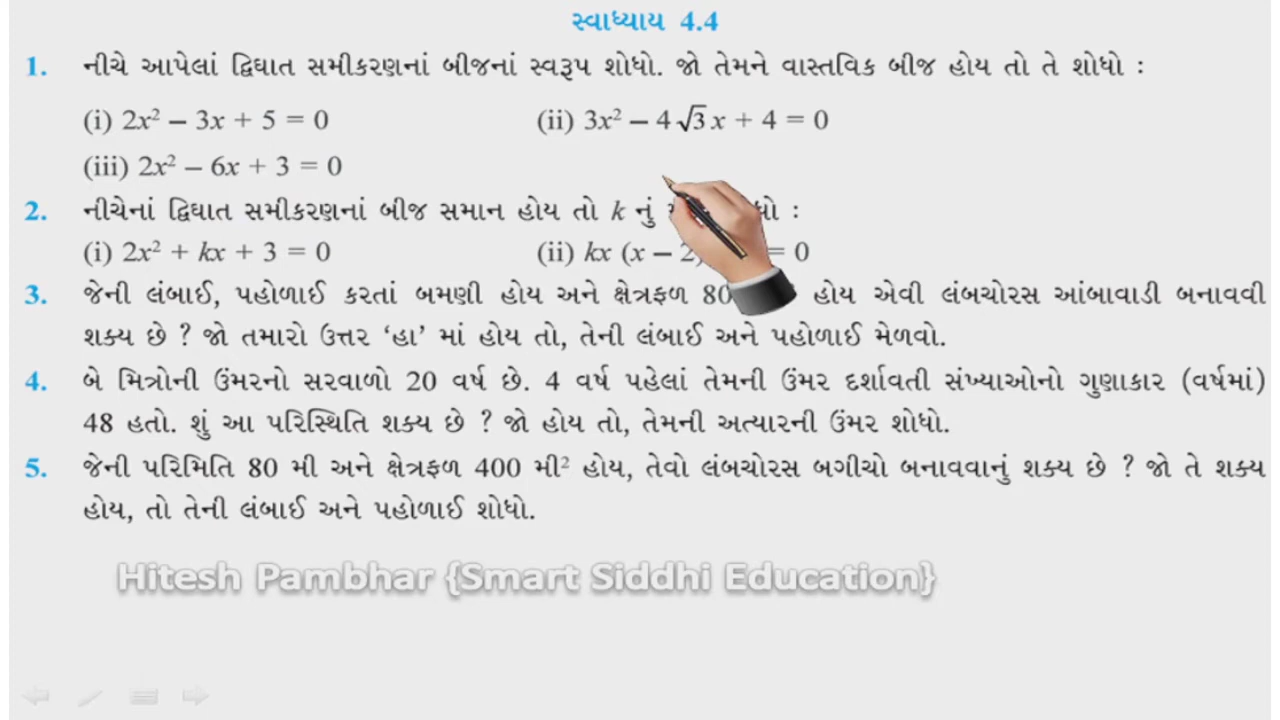 સ્વાધ્યાય 4.4
1. નીચે આપેલાં દ્વિઘાત સમીકરણનાં બીજનાં સ્વરૂપ શોધો. જો તેમને વાસ્તવિક બીજ હોય તો તે શોધો :
(i) 2x² – 3x + 5 = 0 (ii) 3x² – 4√3x + 4 = 0
(iii) 2x² – 6x + 3 = 0
2. નીચેનાં દ્વિઘાત સમીકરણનાં બીજ સમાન હોય તો k નું :
(i) 2x² + kx + 3 = 0 (ii) kx (x – 2 = 0
3. જેની લંબાઈ, પહોળાઈ કરતાં બમણી હોય અને ક્ષેત્રફળ 80 હોય એવી લંબચોરસ આંબાવાડી બનાવવી
શક્ય છે ? જો તમારો ઉત્તર ‘હા’ માં હોય તો, તેની લંબાઈ અને પહોળાઈ મેળવો.
4. બે મિત્રોની ઉંમરનો સરવાળો 20 વર્ષ છે. 4 વર્ષ પહેલાં તેમની ઉંમર દર્શાવતી સંખ્યાઓનો ગુણાકાર (વર્ષમાં)
48 હતો. શું આ પરિસ્થિતિ શક્ય છે ? જો હોય તો, તેમની અત્યારની ઉંમર શોધો.
5. જેની પરિમિતિ 80 મી અને ક્ષેત્રફળ 400 મી² હોય, તેવો લંબચોરસ બગીચો બનાવવાનું શક્ય છે ? જો તે શક્ય
હોય, તો તેની લંબાઈ અને પહોળાઈ શોધો.
Hitesh Pambhar {Smart Siddhi Education}